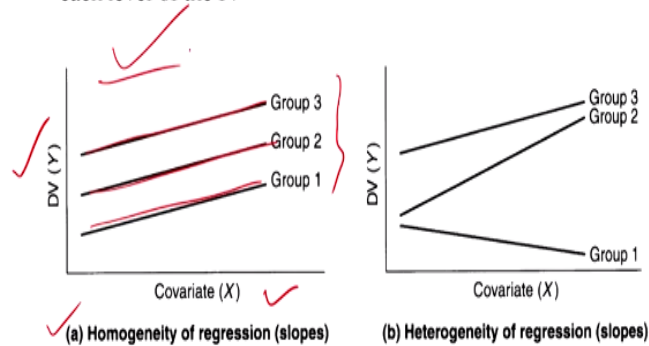 Group 3
Group 2
Group 1
DV (Y)
Covariate (X)
(a) Homogeneity of regression (slopes)
Group 3
Group 2
Group 1
DV (Y)
Covariate (X)
(b) Heterogeneity of regression (slopes)